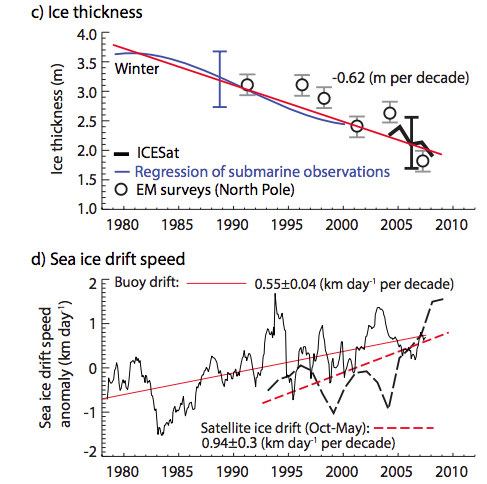 c) Ice thickness
4.0
3.5
3.0
2.5
2.0
1.5
1.0
Ice thickness (m)
Winter
-0.62 (m per decade)
ICESat
Regression of submarine observations
EM surveys (North Pole)
1980 1985 1990 1995 2000 2005 2010
d) Sea ice drift speed
2
1
0
-1
-2
Sea ice drift speed
anomaly (km day⁻¹)
Buoy drift: 0.55±0.04 (km day⁻¹ per decade)
Satellite ice drift (Oct-May):
0.94±0.3 (km day⁻¹ per decade)
1980 1985 1990 1995 2000 2005 2010